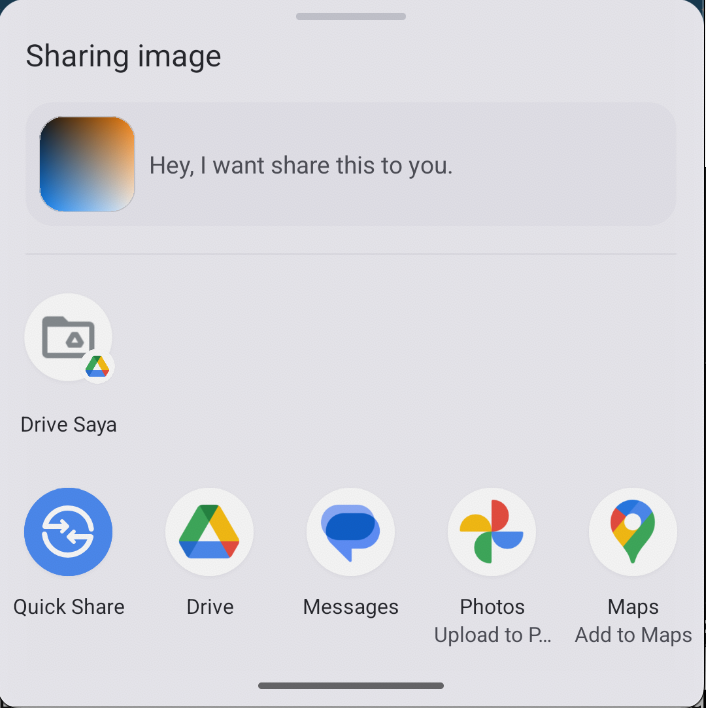 Sharing image
Hey, I want share this to you.
Drive Saya
Quick Share
Drive
Messages
Photos
Maps
Upload to P...
Add to Maps